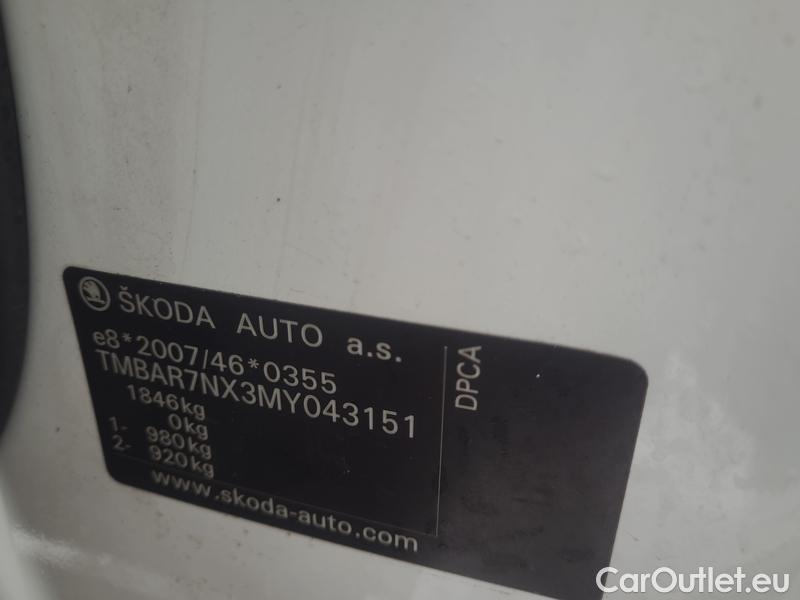 ŠKODA AUTO a.s.
e8*2007/46*0355
TMBAR7NX3MY043151
1846kg
0kg
1- 980kg
2- 920kg
www.skoda-auto.com
DPCA
CarOutlet.eu